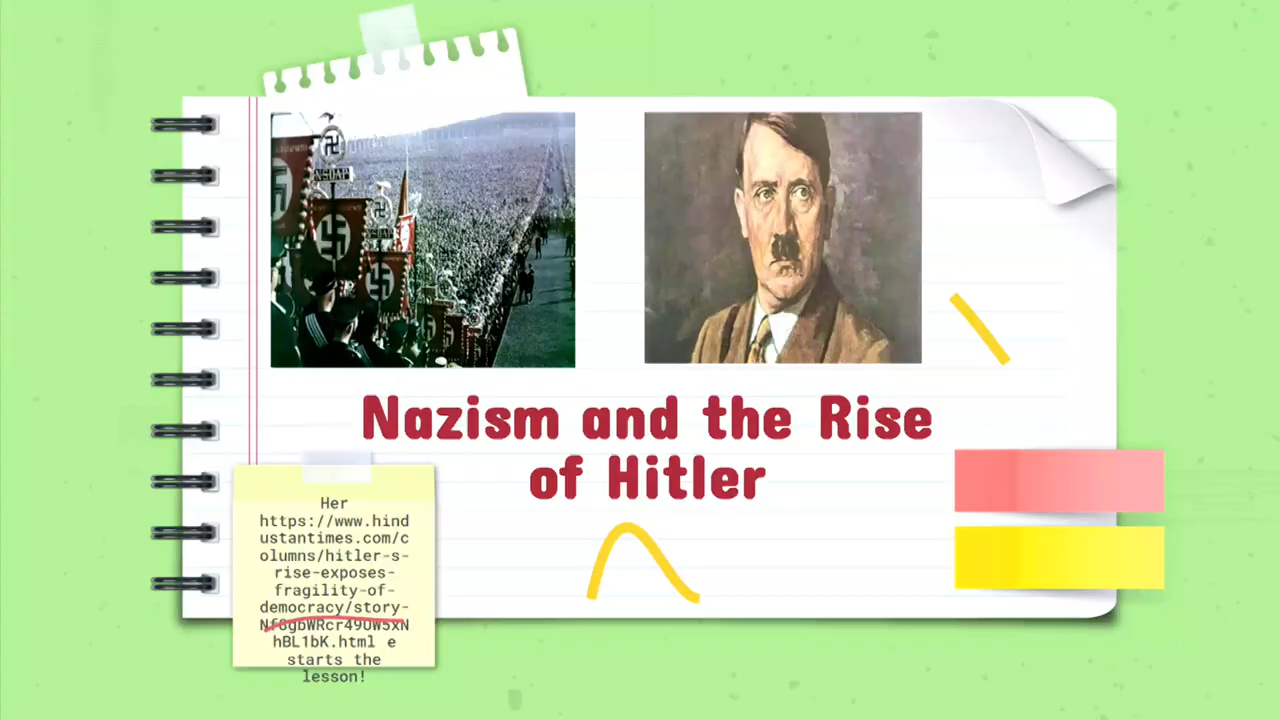 NSDAP
Nazism and the Rise
of Hitler
Her
https://www.hind
ustantimes.com/c
olumns/hitler-s-
rise-exposes-
fragility-of-
democracy/story-
Nf8gbWRcr49UW5xN
hBL1bK.html e
starts the
lesson!